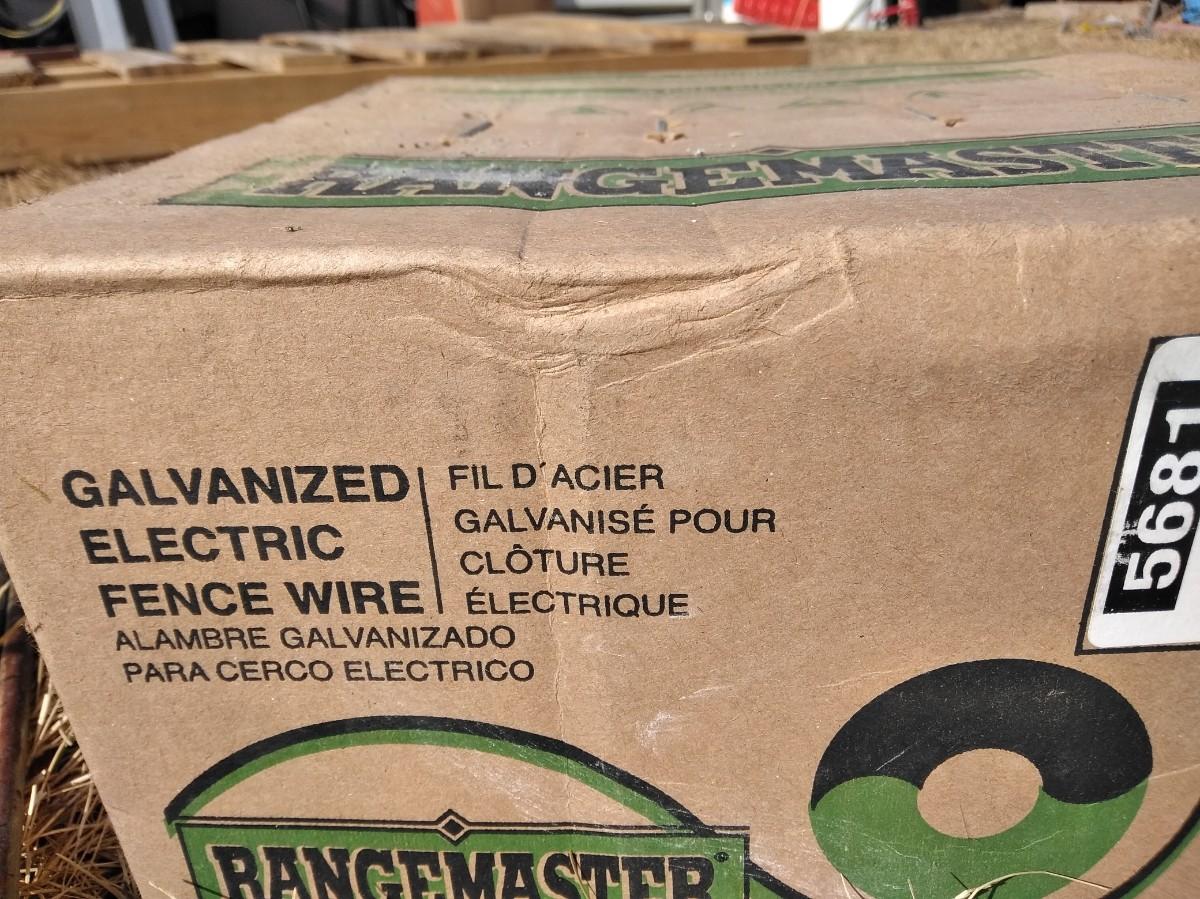 RANGEMASTER
GALVANIZED
ELECTRIC
FENCE WIRE
FIL D'ACIER
GALVANISÉ POUR
CLÔTURE
ÉLECTRIQUE
ALAMBRE GALVANIZADO
PARA CERCO ELECTRICO
5681
RANGEMASTER®